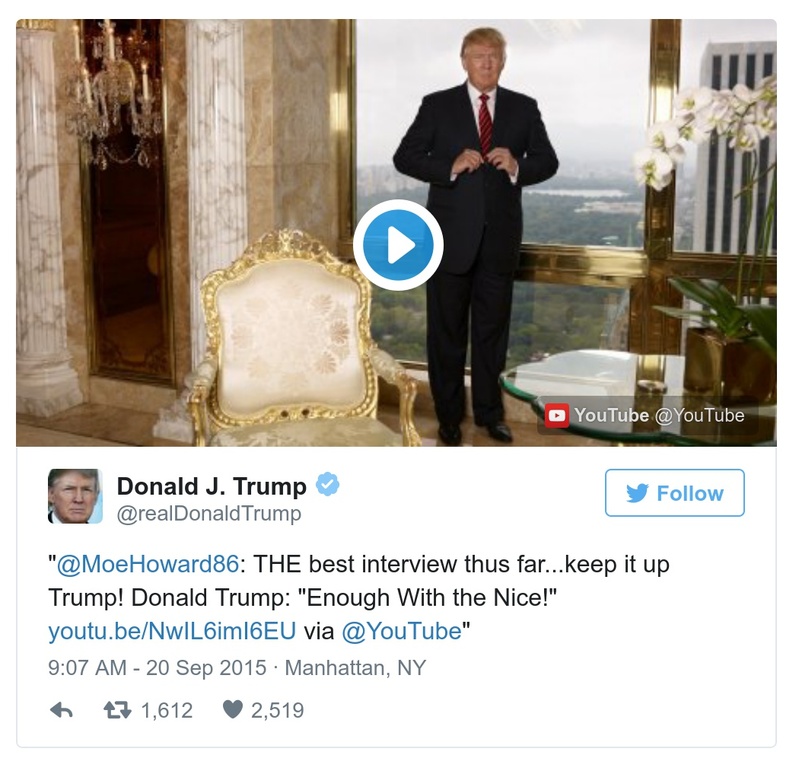 YouTube @YouTube
Donald J. Trump
@realDonaldTrump
Follow
"@MoeHoward86: THE best interview thus far...keep it up
Trump! Donald Trump: "Enough With the Nice!"
youtu.be/NwIL6imI6EU via @YouTube"
9:07 AM - 20 Sep 2015 · Manhattan, NY
1,612 2,519